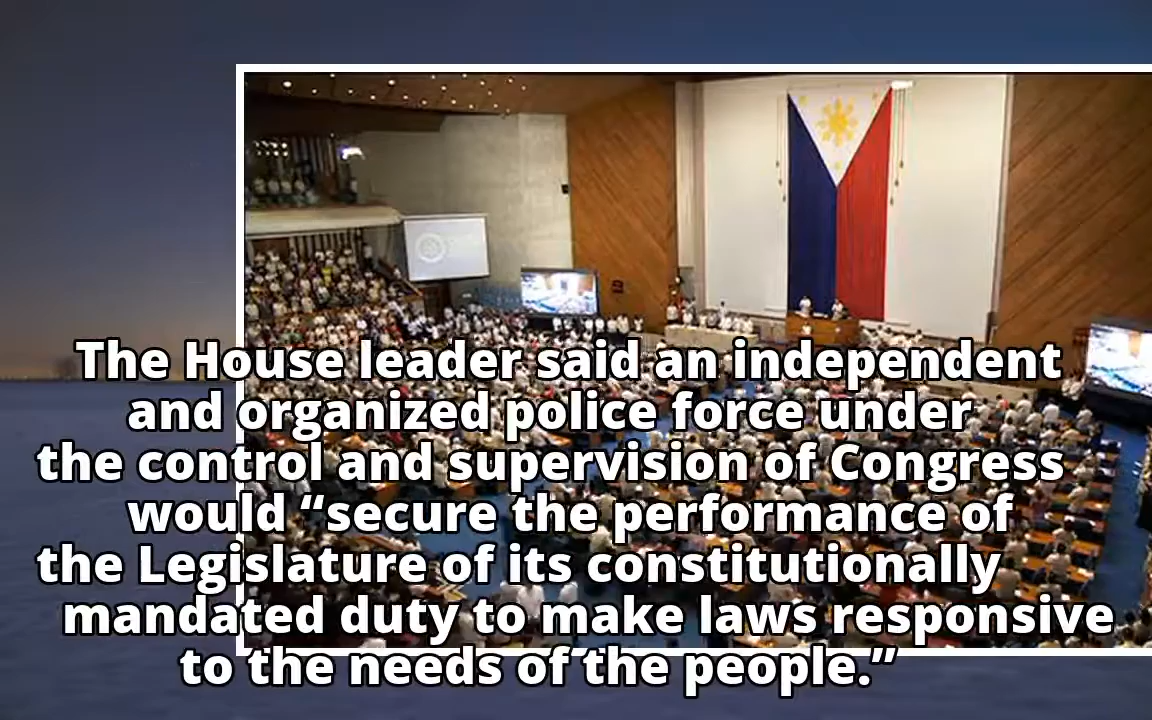 The House leader said an independent
and organized police force under
the control and supervision of Congress
would “secure the performance of
the Legislature of its constitutionally
mandated duty to make laws responsive
to the needs of the people.”